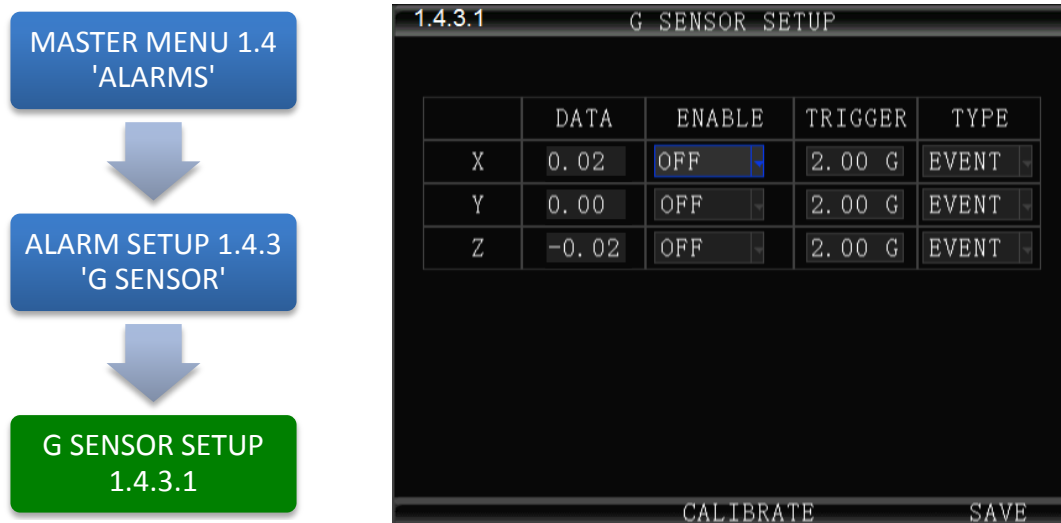 MASTER MENU 1.4
'ALARMS'
ALARM SETUP 1.4.3
'G SENSOR'
G SENSOR SETUP
1.4.3.1
1.4.3.1 G SENSOR SETUP
DATA ENABLE TRIGGER TYPE
X 0.02 OFF 2.00 G EVENT
Y 0.00 OFF 2.00 G EVENT
Z -0.02 OFF 2.00 G EVENT
CALIBRATE SAVE